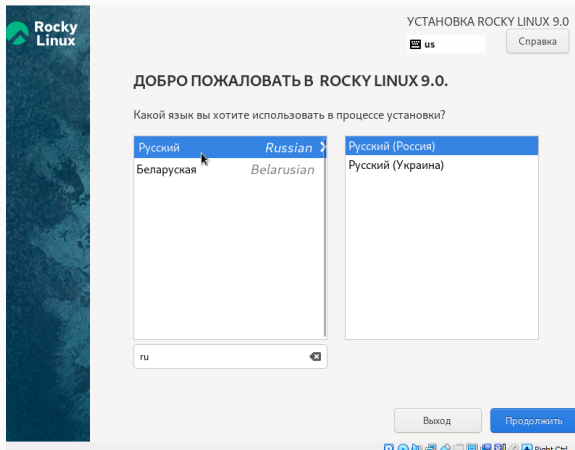 Rocky
Linux
УСТАНОВКА ROCKY LINUX 9.0
us
Справка
ДОБРО ПОЖАЛОВАТЬ В ROCKY LINUX 9.0.
Какой язык вы хотите использовать в процессе установки?
Русский Russian
Беларуская Belarusian
Русский (Россия)
Русский (Украина)
ru
Выход
Продолжить
Right Ctrl